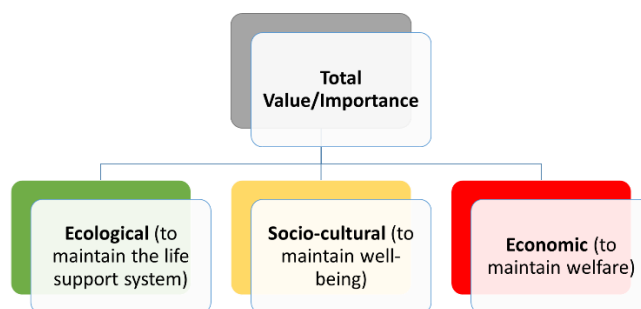 Total
Value/Importance
Ecological (to
maintain the life
support system)
Socio-cultural (to
maintain well-
being)
Economic (to
maintain welfare)